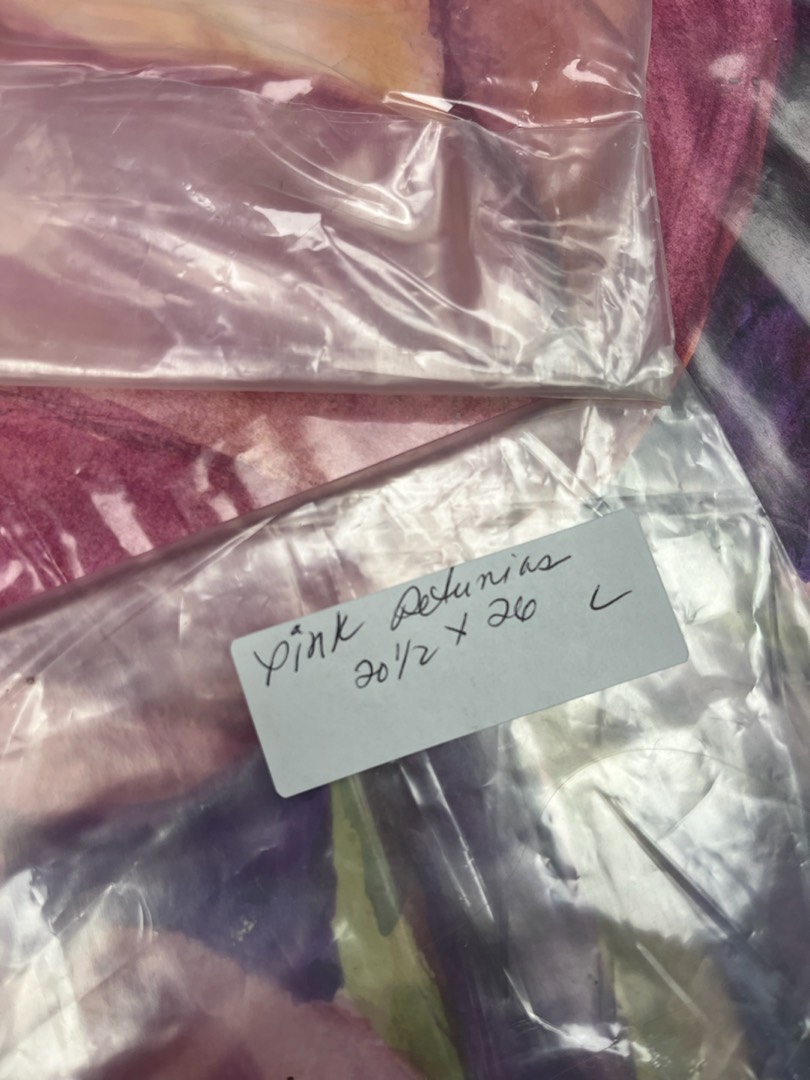 Pink Petunias
20 1/2 x 26 L